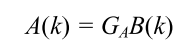 A(k) = G_A B(k)